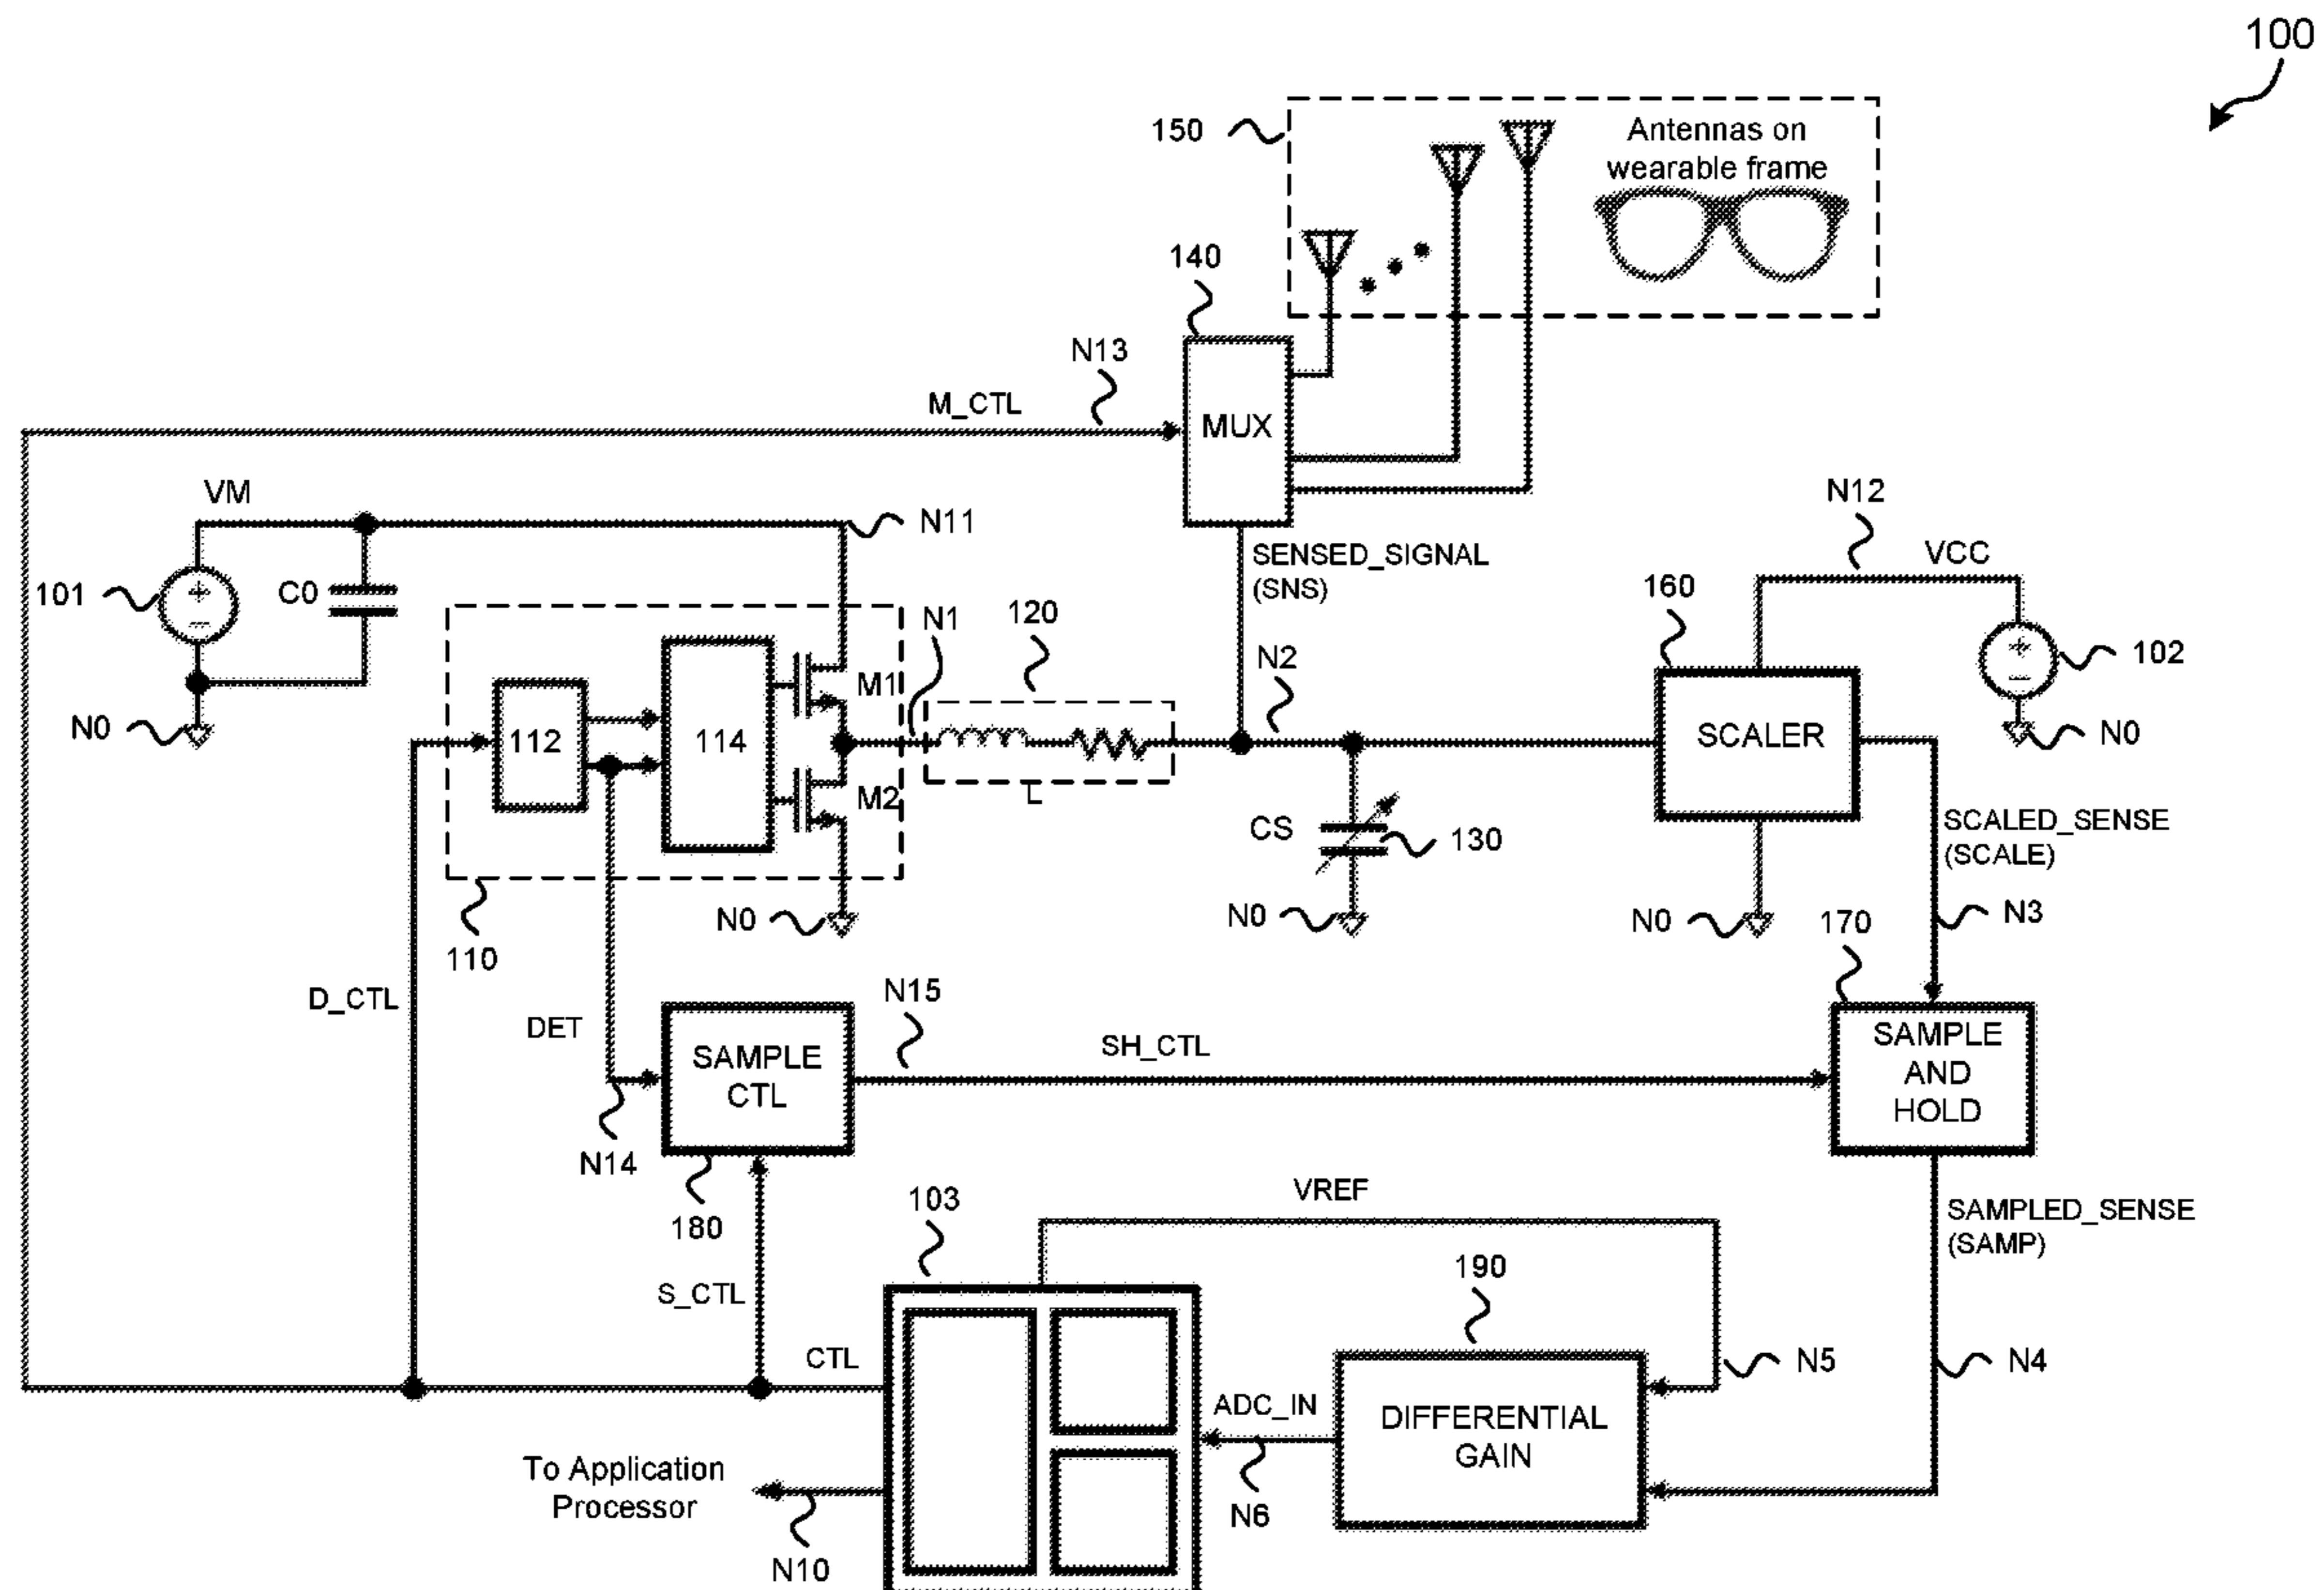 100
150
Antennas on
wearable frame
140
N13
M_CTL
MUX
VM
N11
N12
VCC
SENSED_SIGNAL
(SNS)
101
+
−
C0
N1
120
160
N2
+
−
102
M1
N0
112
114
SCALER
N0
M2
L
CS
130
SCALED_SENSE
(SCALE)
N0
N0
N0
N3
110
170
D_CTL
N15
DET
SH_CTL
SAMPLE
CTL
SAMPLE
AND
HOLD
N14
180
103
VREF
SAMPLED_SENSE
(SAMP)
S_CTL
190
CTL
N5
N4
ADC_IN
DIFFERENTIAL
GAIN
To Application
Processor
N6
N10